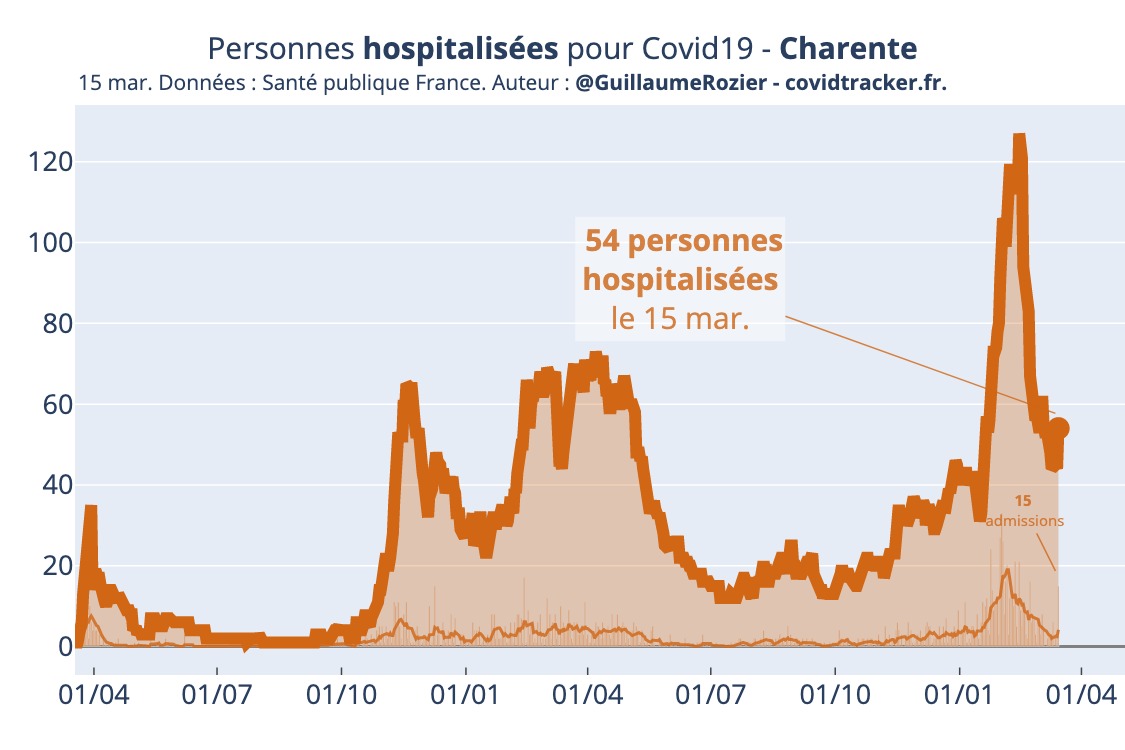 Personnes hospitalisées pour Covid19 - Charente
15 mar. Données : Santé publique France. Auteur : @GuillaumeRozier - covidtracker.fr.
120
100
80
60
40
20
0
54 personnes
hospitalisées
le 15 mar.
15
admissions
01/04 01/07 01/10 01/01 01/04 01/07 01/10 01/01 01/04